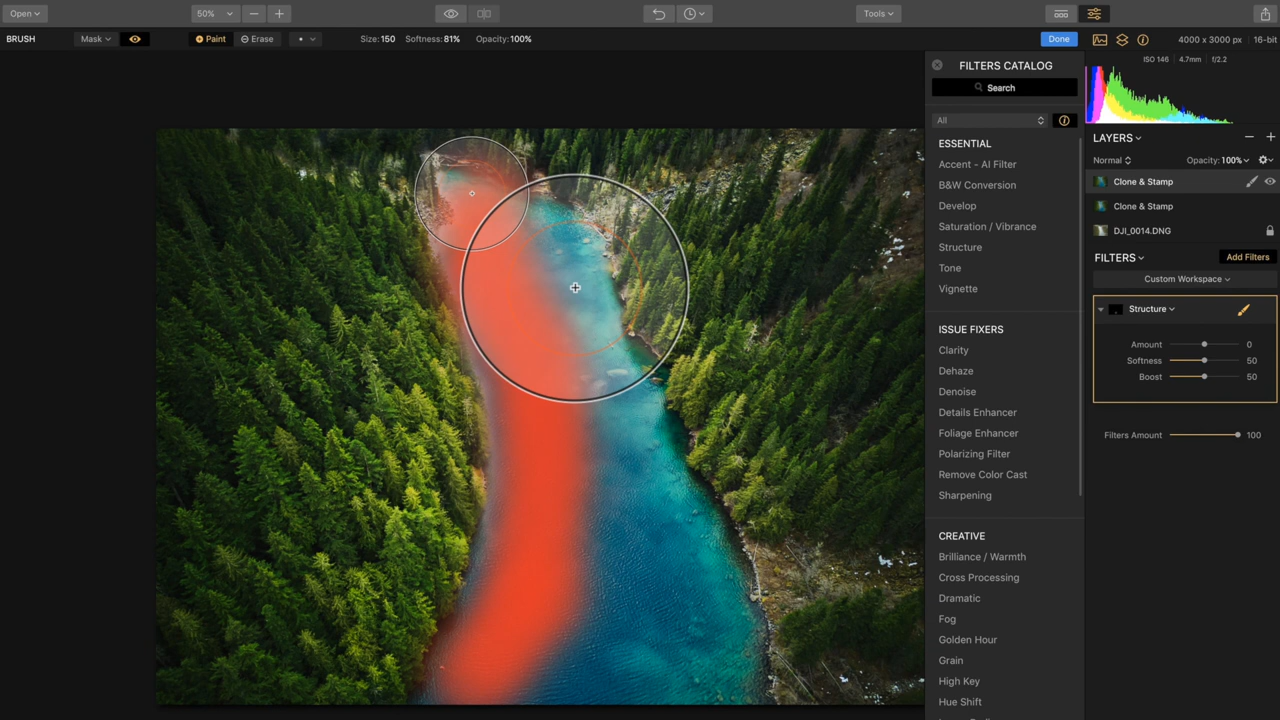 Open 50% Tools
BRUSH Mask Paint Erase Size:150 Softness:81% Opacity:100% Done 4000 x 3000 px 16-bit
ISO 146 4.7mm f/2.2
FILTERS CATALOG
Search
All
ESSENTIAL
Accent - AI Filter
B&W Conversion
Develop
Saturation / Vibrance
Structure
Tone
Vignette
ISSUE FIXERS
Clarity
Dehaze
Denoise
Details Enhancer
Foliage Enhancer
Polarizing Filter
Remove Color Cast
Sharpening
CREATIVE
Brilliance / Warmth
Cross Processing
Dramatic
Fog
Golden Hour
Grain
High Key
Hue Shift
LAYERS
Normal Opacity:100%
Clone & Stamp
Clone & Stamp
DJI_0014.DNG
FILTERS Add Filters
Custom Workspace
Structure
Amount 0
Softness 50
Boost 50
Filters Amount 100